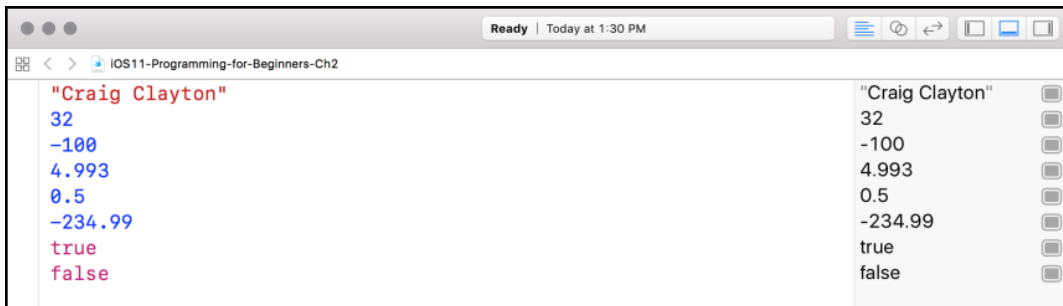 Ready | Today at 1:30 PM
iOS11-Programming-for-Beginners-Ch2
"Craig Clayton" "Craig Clayton"
32 32
-100 -100
4.993 4.993
0.5 0.5
-234.99 -234.99
true true
false false